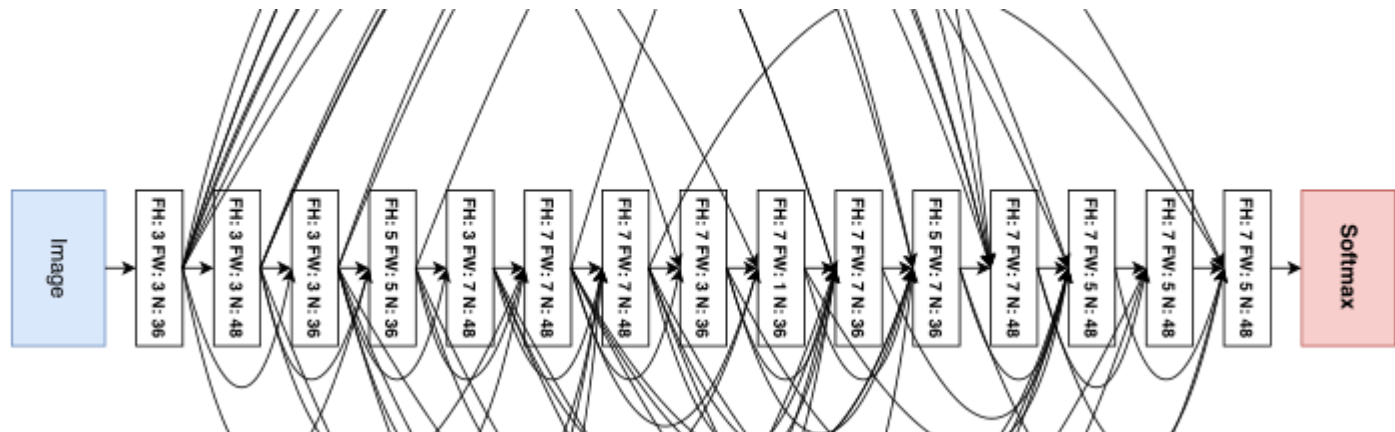 Image
FH: 3 FW: 3 N: 36
FH: 3 FW: 3 N: 48
FH: 3 FW: 3 N: 36
FH: 5 FW: 5 N: 36
FH: 3 FW: 7 N: 48
FH: 7 FW: 7 N: 48
FH: 7 FW: 7 N: 48
FH: 7 FW: 3 N: 36
FH: 7 FW: 1 N: 36
FH: 7 FW: 7 N: 36
FH: 5 FW: 7 N: 36
FH: 7 FW: 7 N: 48
FH: 7 FW: 5 N: 48
FH: 7 FW: 5 N: 48
FH: 7 FW: 5 N: 48
Softmax